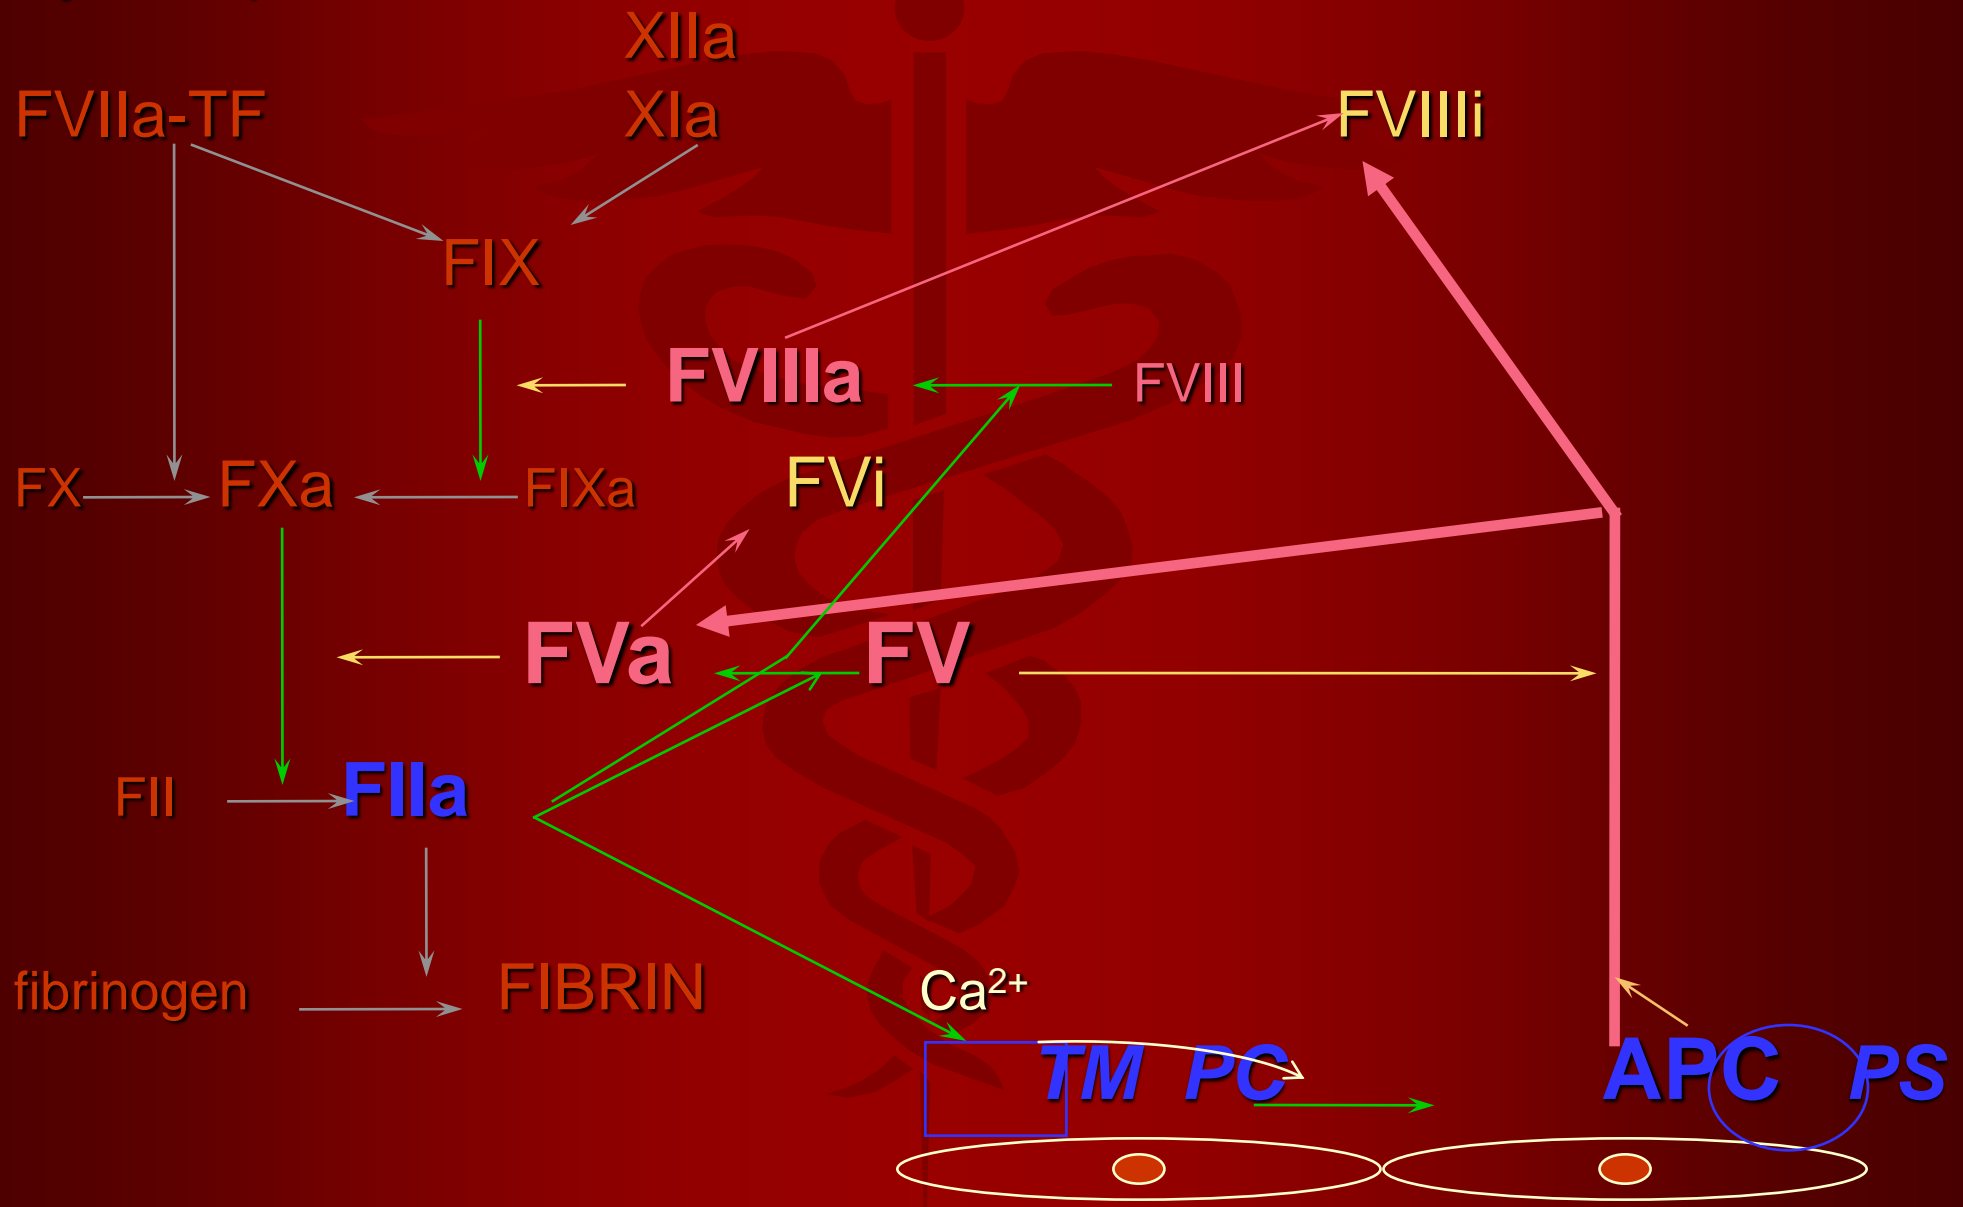 XIIa
FVIIa-TF XIa FVIIIi
FIX
FVIIIa FVIII
FX FXa FIXa FVi
FVa FV
FII FIIa
fibrinogen FIBRIN Ca²⁺
TM PC APC PS